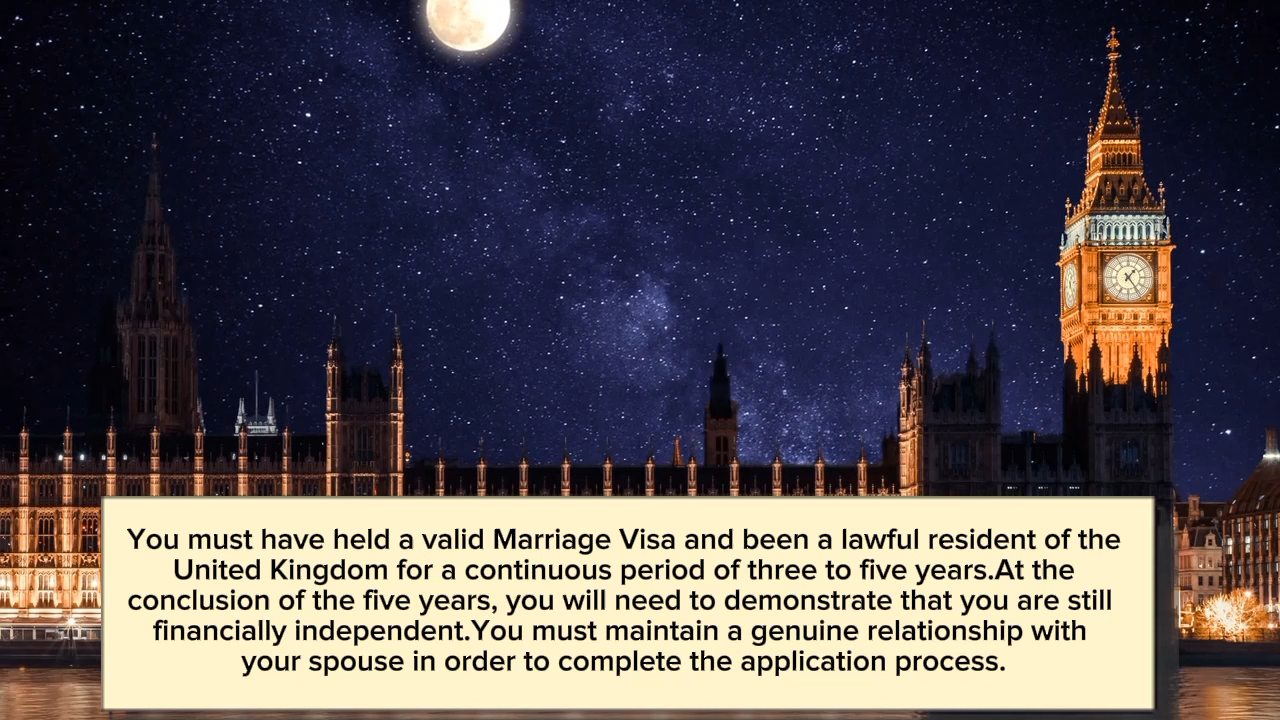 You must have held a valid Marriage Visa and been a lawful resident of the
United Kingdom for a continuous period of three to five years.At the
conclusion of the five years, you will need to demonstrate that you are still
financially independent.You must maintain a genuine relationship with
your spouse in order to complete the application process.